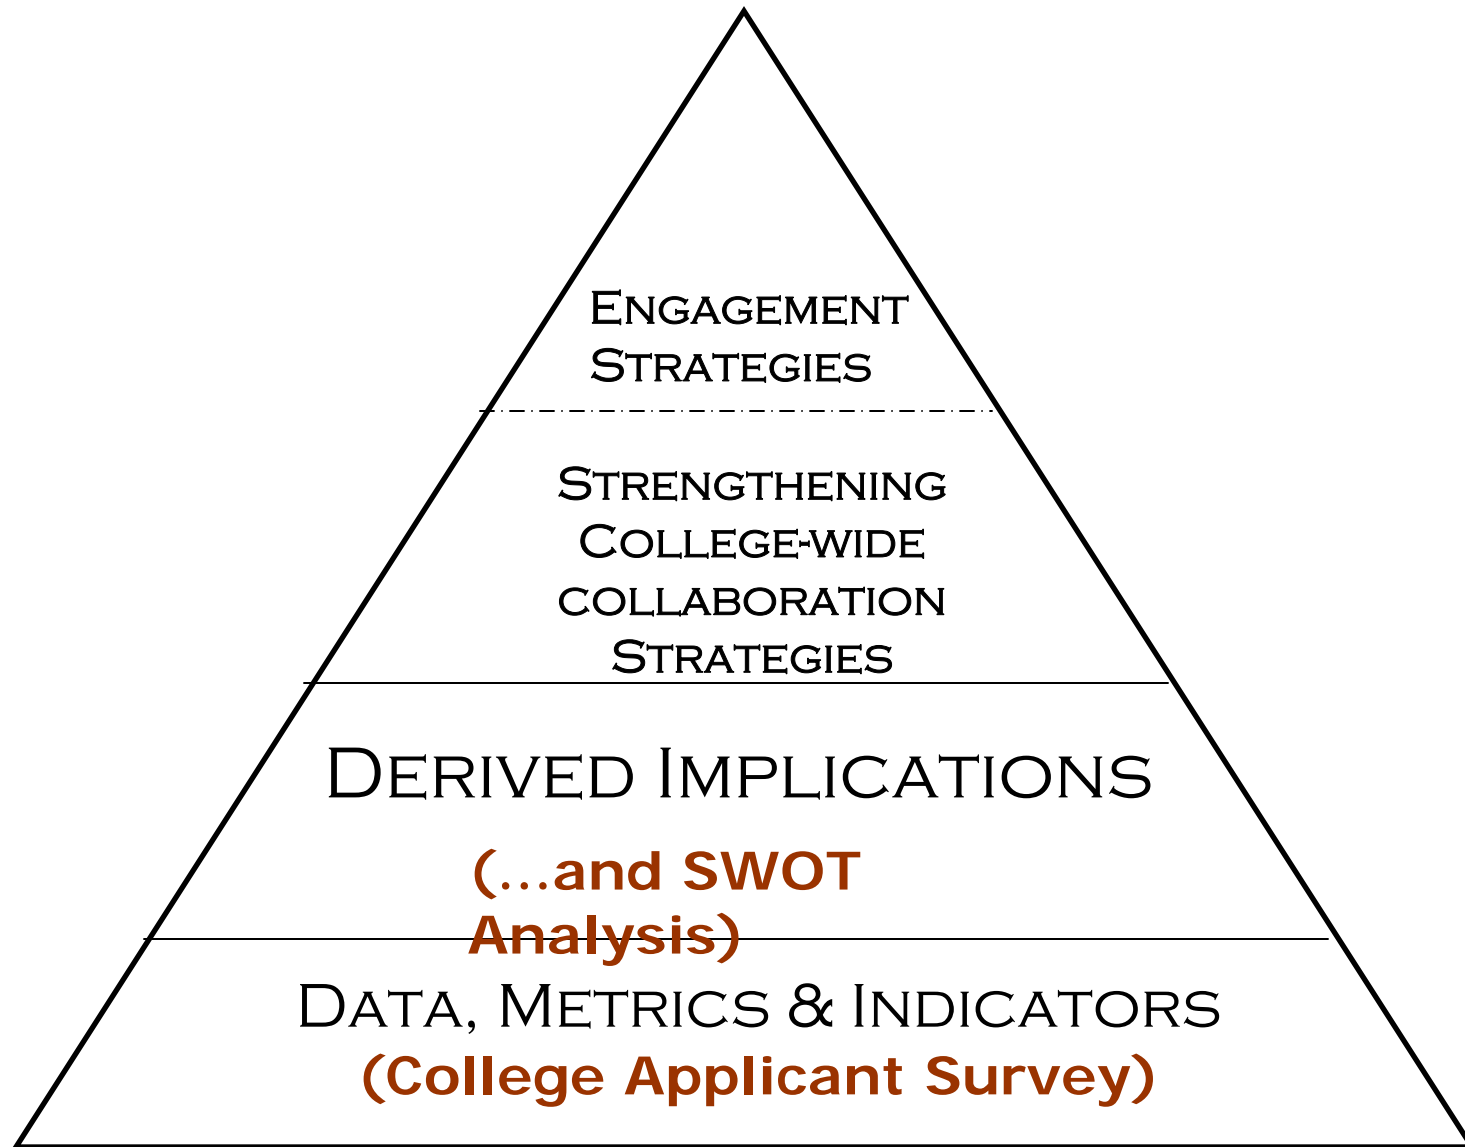 Engagement
Strategies
Strengthening
College-wide
collaboration
Strategies
Derived Implications
(...and SWOT
Analysis)
Data, Metrics & Indicators
(College Applicant Survey)